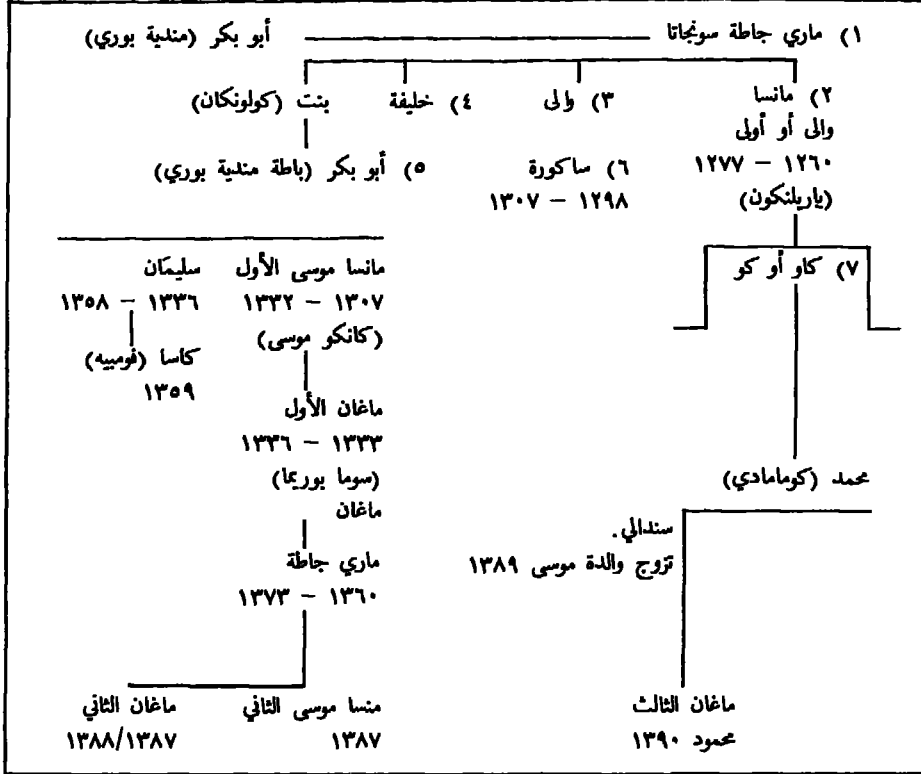 ١) ماري جاطة سونجاتا أبو بكر (مندية بوري)
٢) مانسا ٣) والى ٤) خليفة بنت (كولونكان)
والى أو أولى
١٢٦٠ – ١٢٧٧
(ياريلنكون)
٦) ساكورة ٥) أبو بكر (باطة مندية بوري)
١٢٩٨ – ١٣٠٧
٧) كاو أو كو
مانسا موسى الأول سليمان
١٣٠٧ – ١٣٣٢ ١٣٣٦ – ١٣٥٨
(كانكو موسى) كاسا (فومبيه)
١٣٥٩
ماغان الأول
١٣٣٣ – ١٣٣٦
(سوما بوريما)
ماغان
محمد (كومامادي)
سندالي.
تزوج والدة موسى ١٣٨٩
ماري جاطة
١٣٦٠ – ١٣٧٣
ماغان الثالث منسا موسى الثاني ماغان الثاني
محمود ١٣٩٠ ١٣٨٧ ١٣٨٨/١٣٨٧